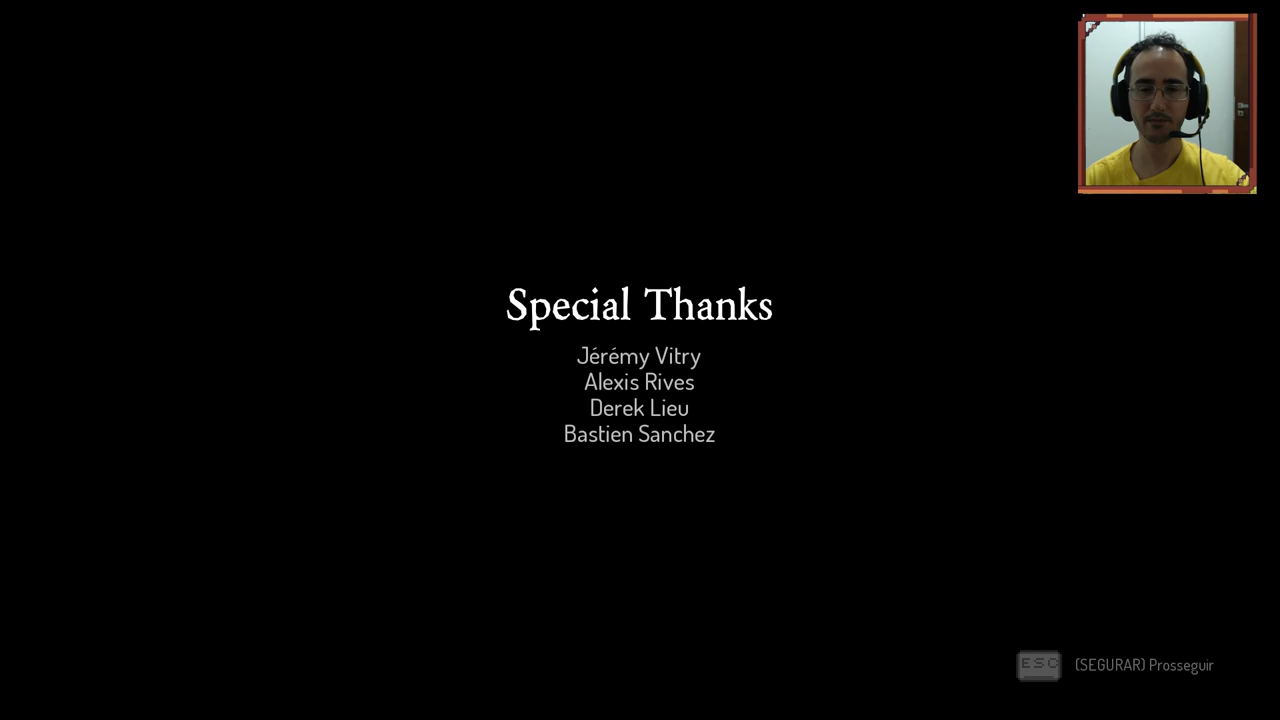 Special Thanks
Jérémy Vitry
Alexis Rives
Derek Lieu
Bastien Sanchez
ESC (SEGURAR) Prosseguir